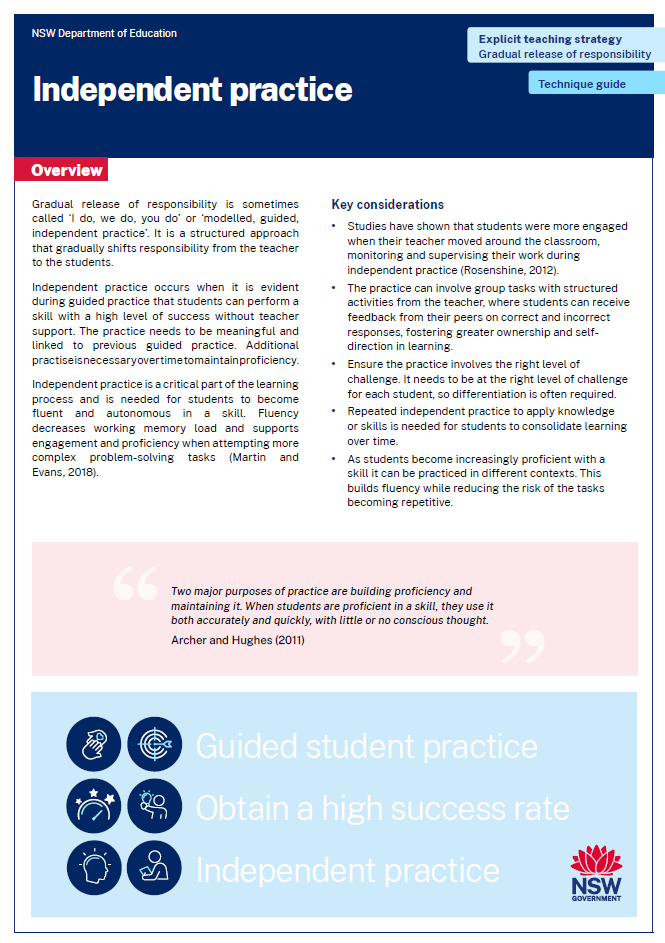 NSW Department of Education
Explicit teaching strategy
Gradual release of responsibility
Technique guide
Independent practice
Overview
Gradual release of responsibility is sometimes
called ‘I do, we do, you do’ or ‘modelled, guided,
independent practice’. It is a structured approach
that gradually shifts responsibility from the teacher
to the students.
Independent practice occurs when it is evident
during guided practice that students can perform a
skill with a high level of success without teacher
support. The practice needs to be meaningful and
linked to previous guided practice. Additional
practise is necessary over time to maintain proficiency.
Independent practice is a critical part of the learning
process and is needed for students to become
fluent and autonomous in a skill. Fluency
decreases working memory load and supports
engagement and proficiency when attempting more
complex problem-solving tasks (Martin and
Evans, 2018).
Key considerations
• Studies have shown that students were more engaged
when their teacher moved around the classroom,
monitoring and supervising their work during
independent practice (Rosenshine, 2012).
• The practice can involve group tasks with structured
activities from the teacher, where students can receive
feedback from their peers on correct and incorrect
responses, fostering greater ownership and self-
direction in learning.
• Ensure the practice involves the right level of
challenge. It needs to be at the right level of challenge
for each student, so differentiation is often required.
• Repeated independent practice to apply knowledge
or skills is needed for students to consolidate learning
over time.
• As students become increasingly proficient with a
skill it can be practiced in different contexts. This
builds fluency while reducing the risk of the tasks
becoming repetitive.
“
Two major purposes of practice are building proficiency and
maintaining it. When students are proficient in a skill, they use it
both accurately and quickly, with little or no conscious thought.
Archer and Hughes (2011)
”
Guided student practice
Obtain a high success rate
Independent practice
NSW
GOVERNMENT